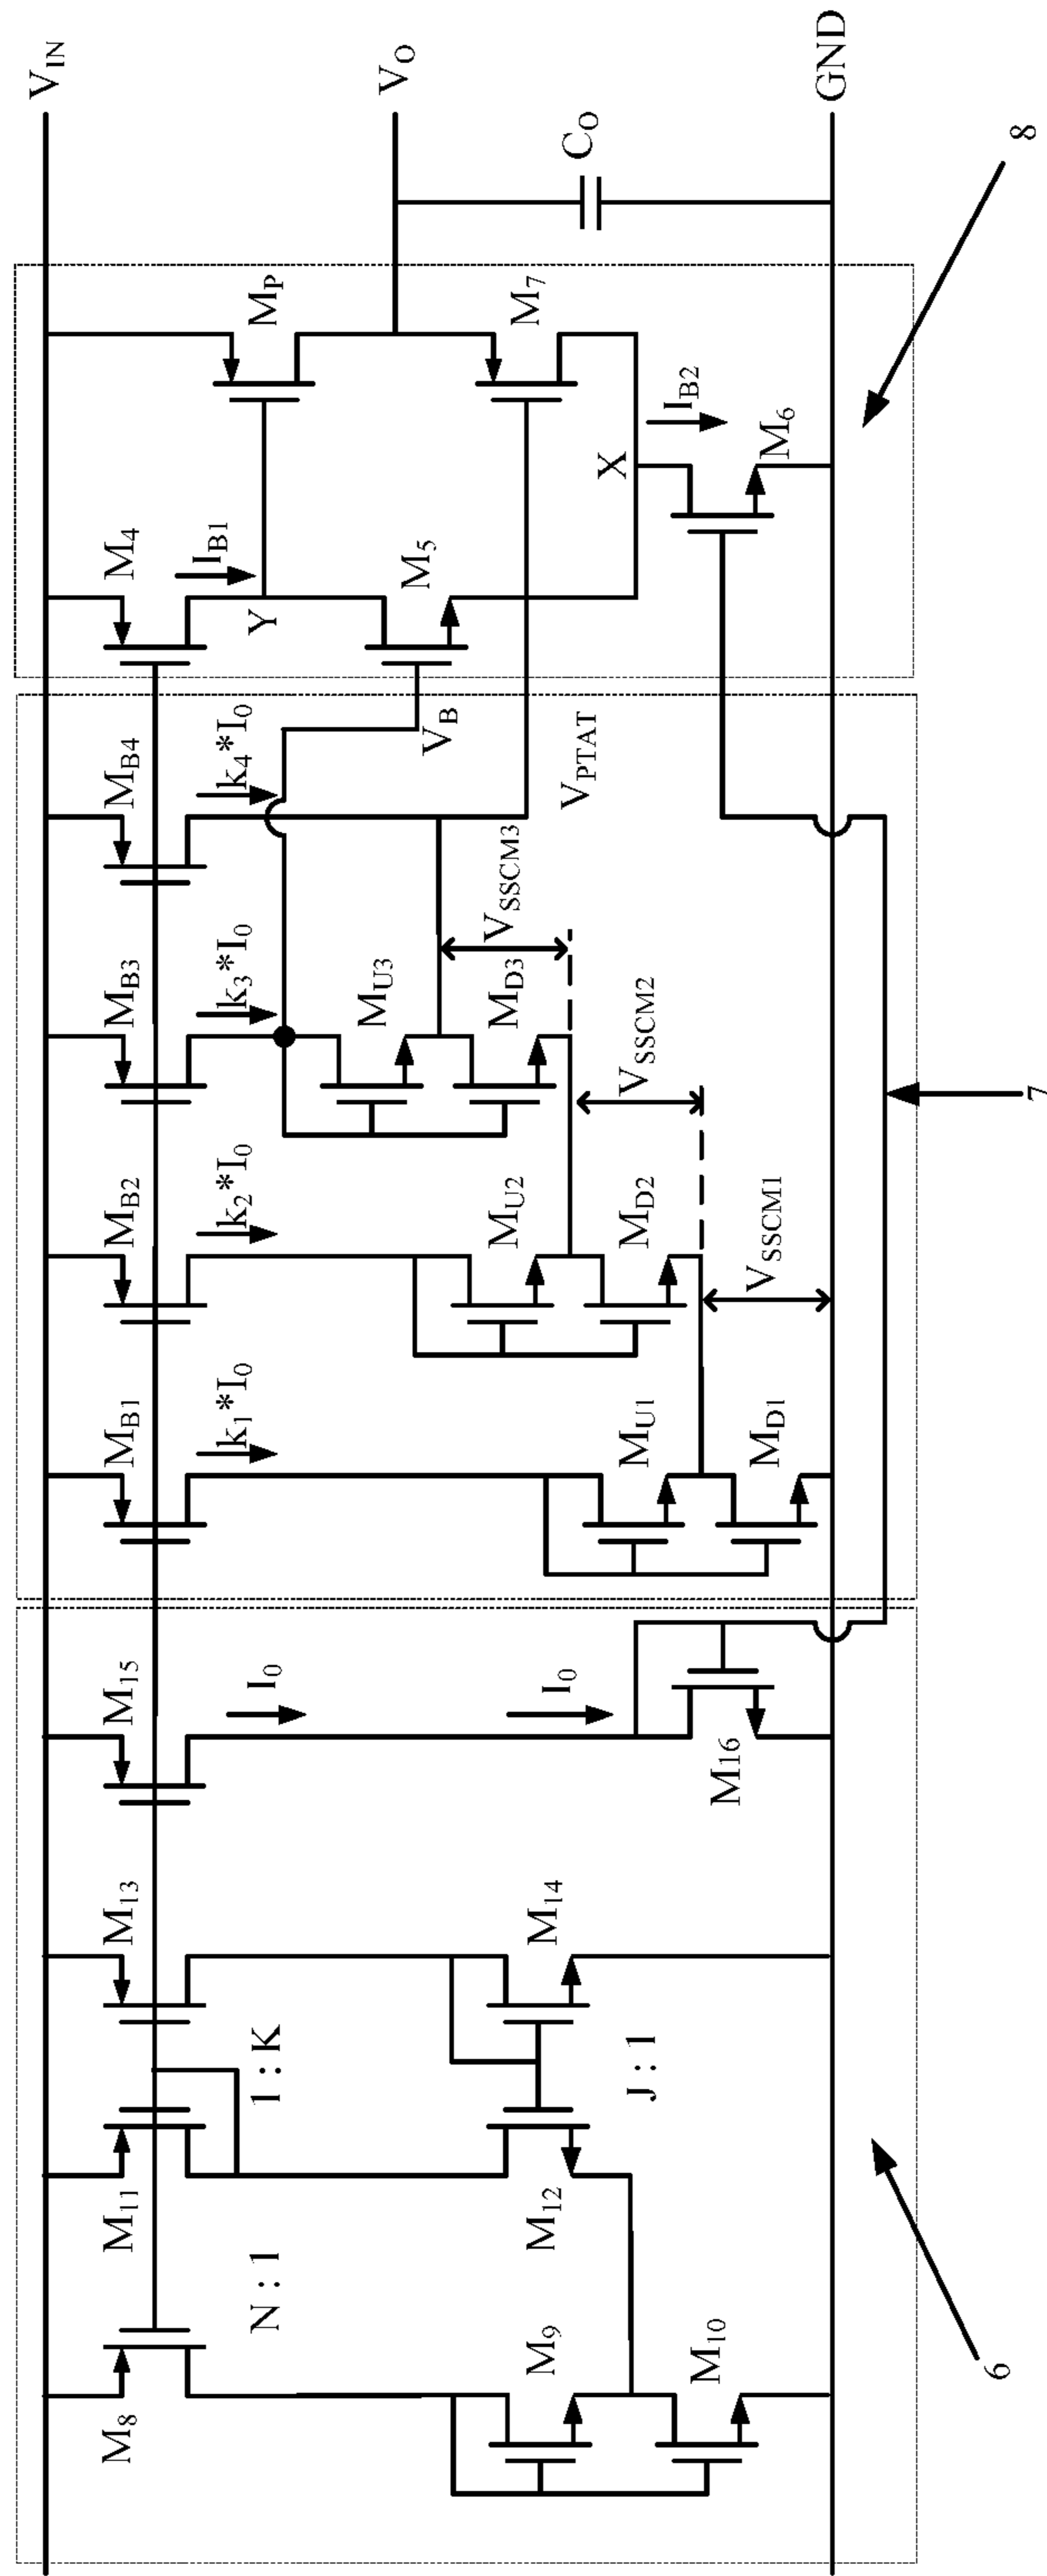 V_IN
V_O
GND
M_8
M_11
M_13
M_15
M_B1
M_B2
M_B3
M_B4
M_4
M_P
N : 1
1 : K
I_0
I_0
k_1*I_0
k_2*I_0
k_3*I_0
k_4*I_0
I_B1
Y
M_9
M_10
M_12
M_14
J : 1
M_16
M_U1
M_D1
M_U2
M_D2
M_U3
M_D3
V_SSCM1
V_SSCM2
V_SSCM3
V_B
V_PTAT
M_5
M_7
X
I_B2
M_6
C_O
6
7
8